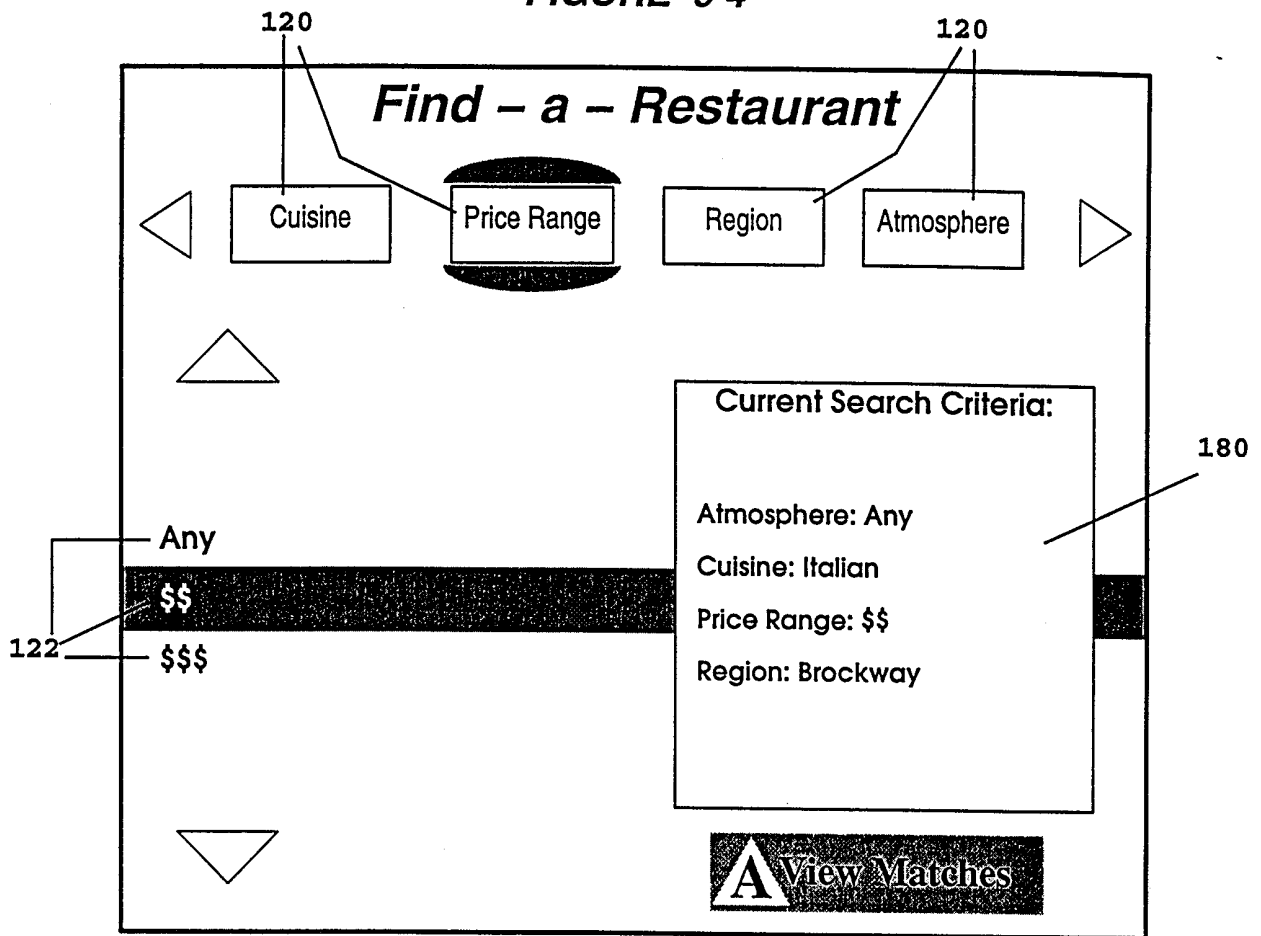 120
120
Find – a – Restaurant
Cuisine
Price Range
Region
Atmosphere
Current Search Criteria:
180
Atmosphere: Any
Any
Cuisine: Italian
$$
Price Range: $$
122
$$$
Region: Brockway
A View Matches